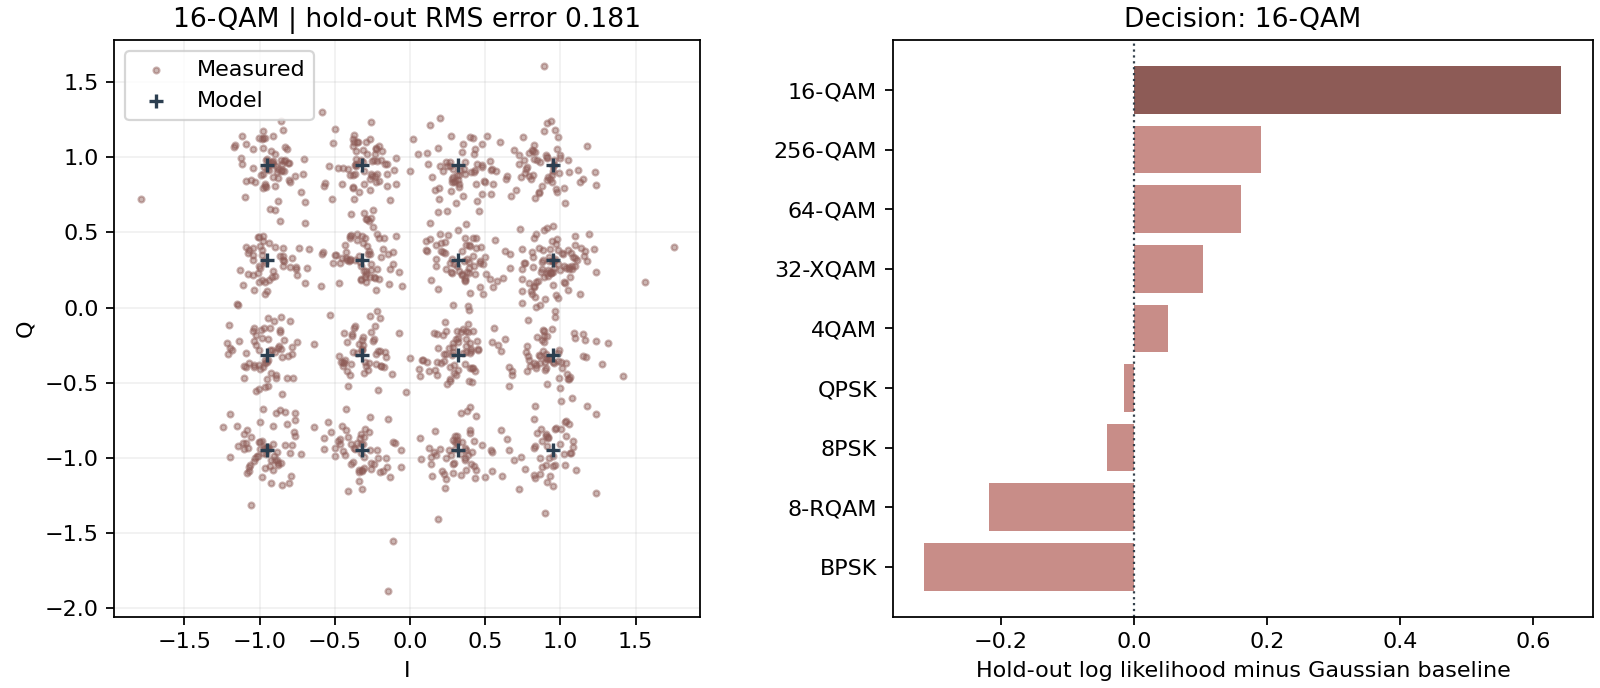 16-QAM | hold-out RMS error 0.181
Measured
Model
1.5
1.0
0.5
0.0
−0.5
−1.0
−1.5
−2.0
Q
−1.5
−1.0
−0.5
0.0
0.5
1.0
1.5
I
Decision: 16-QAM
16-QAM
256-QAM
64-QAM
32-XQAM
4QAM
QPSK
8PSK
8-RQAM
BPSK
−0.2
0.0
0.2
0.4
0.6
Hold-out log likelihood minus Gaussian baseline